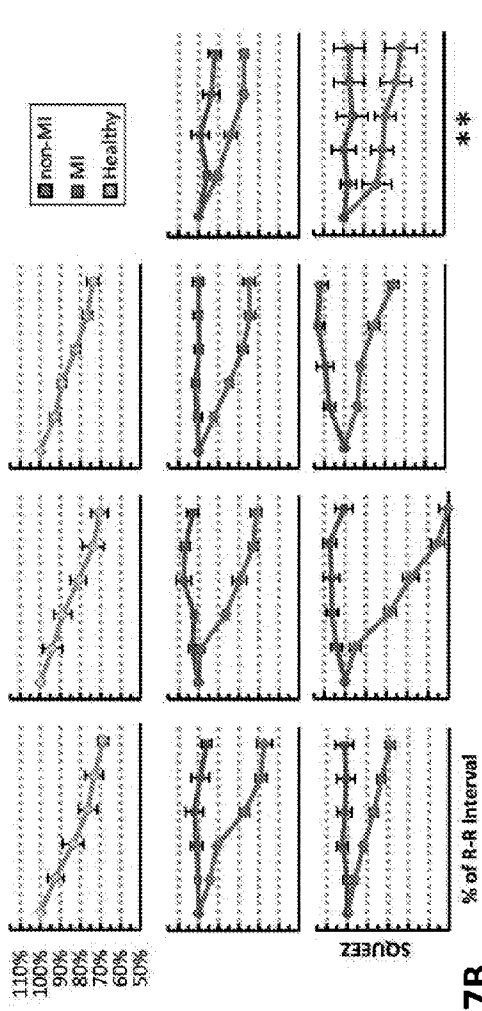 non-MI
MI
Healthy
110%
100%
90%
80%
70%
60%
50%
SQUEEZ
% of R-R Interval
**
7B